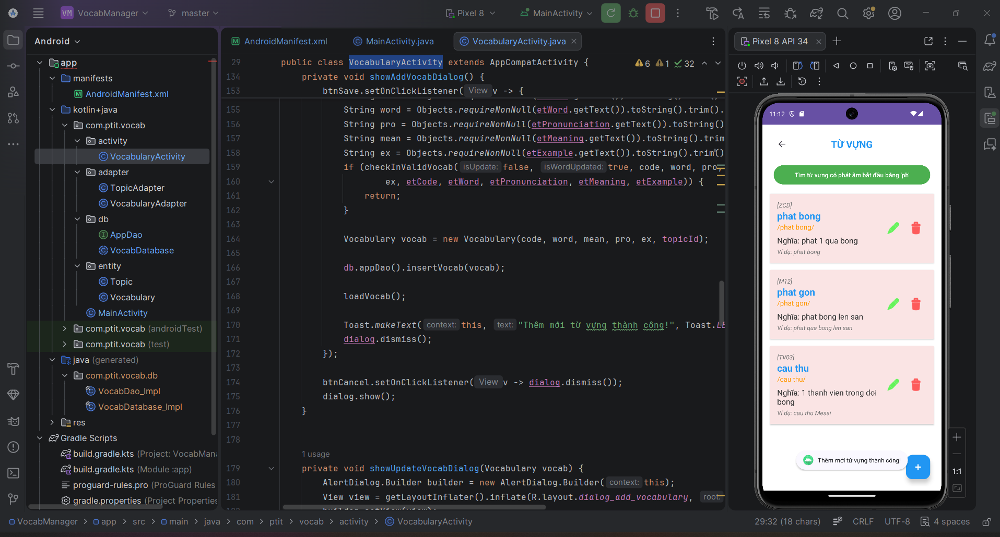 VM VocabManager
master
Pixel 8
MainActivity
Android
app
manifests
AndroidManifest.xml
kotlin+java
com.ptit.vocab
activity
VocabularyActivity
adapter
TopicAdapter
VocabularyAdapter
db
AppDao
VocabDatabase
entity
Topic
Vocabulary
MainActivity
com.ptit.vocab (androidTest)
com.ptit.vocab (test)
java (generated)
com.ptit.vocab.db
VocabDao_Impl
VocabDatabase_Impl
res
Gradle Scripts
build.gradle.kts (Project: VocabMana
build.gradle.kts (Module :app)
proguard-rules.pro (ProGuard Rules
gradle.properties (Project Properties
AndroidManifest.xml
MainActivity.java
VocabularyActivity.java
6 1 32
29 public class VocabularyActivity extends AppCompatActivity {
134 private void showAddVocabDialog() {
153 btnSave.setOnClickListener( View v -> {
155 String word = Objects.requireNonNull(etWord.getText()).toString().trim().
156 String pro = Objects.requireNonNull(etPronunciation.getText()).toString()
157 String mean = Objects.requireNonNull(etMeaning.getText()).toString().trim
158 String ex = Objects.requireNonNull(etExample.getText()).toString().trim()
159 if (checkInValidVocab( isUpdate: false, isWordUpdated: true, code, word, pro,
160 ex, etCode, etWord, etPronunciation, etMeaning, etExample)) {
161 return;
162 }
163
164 Vocabulary vocab = new Vocabulary(code, word, mean, pro, ex, topicId);
165
166 db.appDao().insertVocab(vocab);
167
168 loadVocab();
169
170 Toast.makeText( context: this, text: "Thêm mới từ vựng thành công!", Toast.LE
171 dialog.dismiss();
172 });
173
174 btnCancel.setOnClickListener( View v -> dialog.dismiss());
175 dialog.show();
176 }
177
178
1 usage
179 private void showUpdateVocabDialog(Vocabulary vocab) {
180 AlertDialog.Builder builder = new AlertDialog.Builder( context: this);
181 View view = getLayoutInflater().inflate(R.layout.dialog_add_vocabulary, root:
Pixel 8 API 34
11:12
TỪ VỰNG
Tìm từ vựng có phát âm bắt đầu bằng 'ph'
[ZCD]
phat bong
/phat bong/
Nghĩa: phat 1 qua bong
Ví dụ: phat bong
[M12]
phat gon
/phat gon/
Nghĩa: phat bong len san
Ví dụ: phat qua bong len san
[TV03]
cau thu
/cau thu/
Nghĩa: 1 thanh vien trong doi
bong
Ví dụ: cau thu Messi
Thêm mới từ vựng thành công!
+
1:1
VocabManager > app > src > main > java > com > ptit > vocab > activity > VocabularyActivity
29:32 (18 chars) CRLF UTF-8 4 spaces